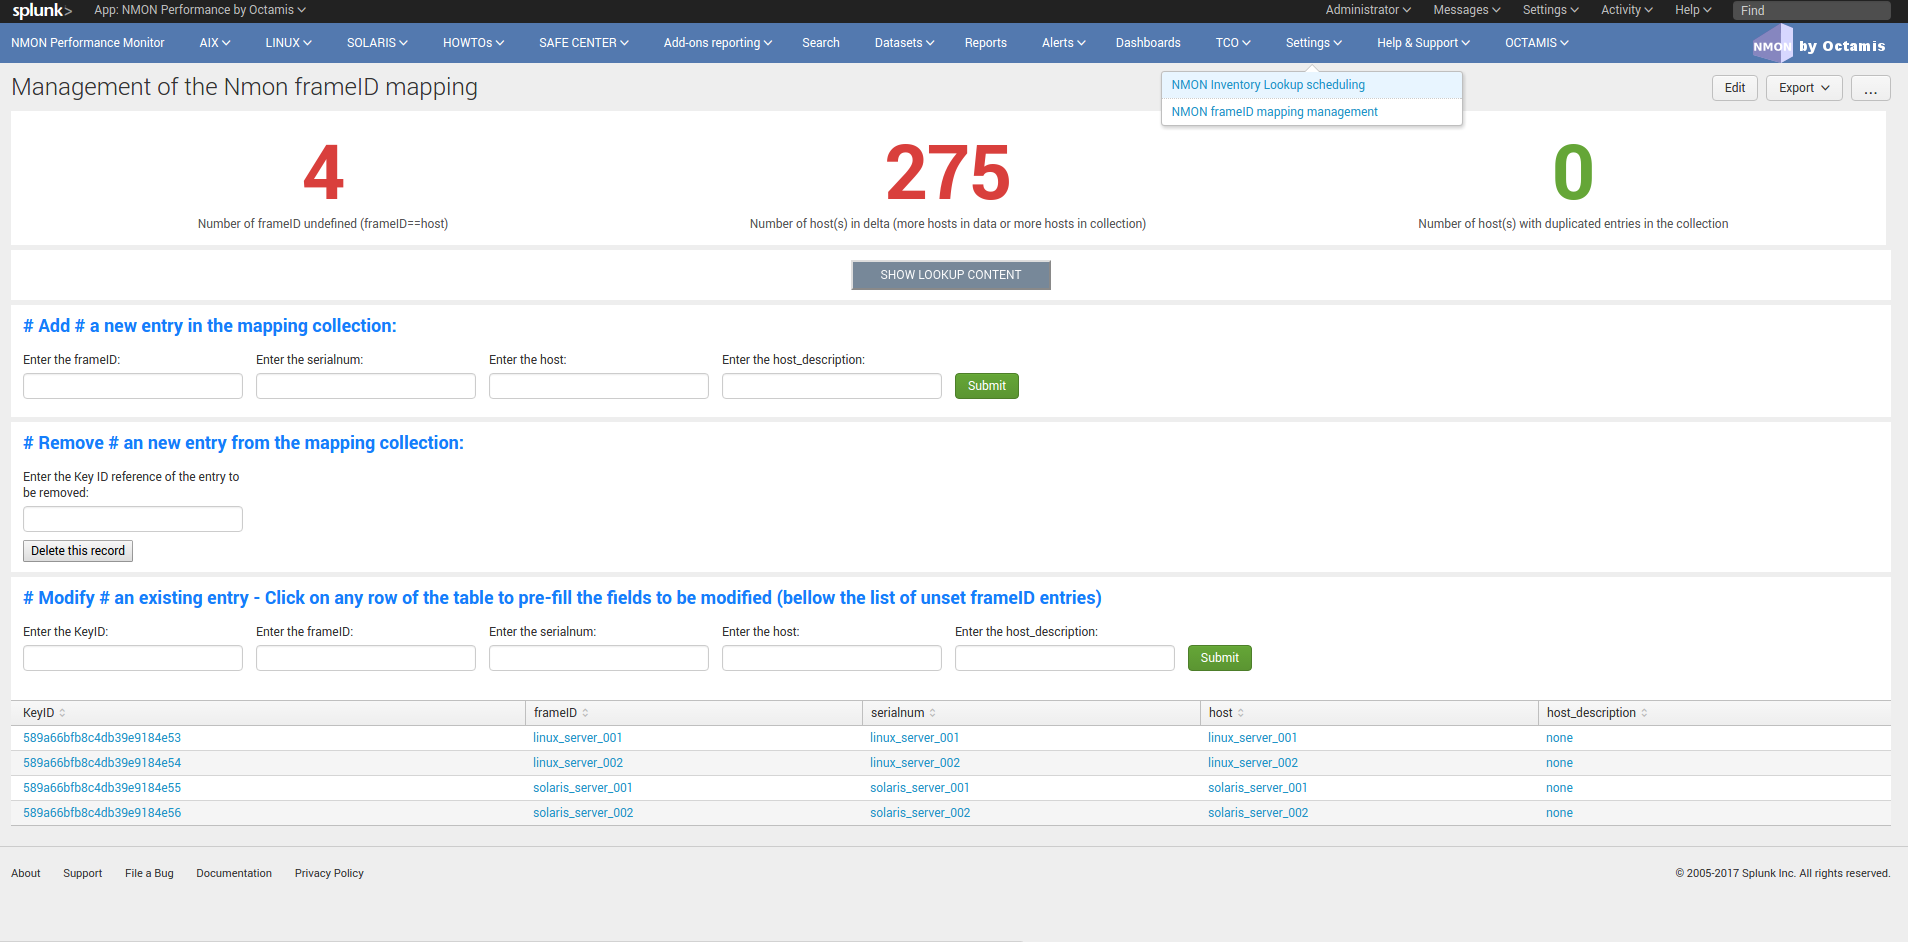 splunk> App: NMON Performance by Octamis Administrator Messages Settings Activity Help Find
NMON Performance Monitor AIX LINUX SOLARIS HOWTOs SAFE CENTER Add-ons reporting Search Datasets Reports Alerts Dashboards TCO Settings Help & Support OCTAMIS NMON by Octamis
Management of the Nmon frameID mapping
NMON Inventory Lookup scheduling
NMON frameID mapping management
Edit Export ...
4 275 0
Number of frameID undefined (frameID==host) Number of host(s) in delta (more hosts in data or more hosts in collection) Number of host(s) with duplicated entries in the collection
SHOW LOOKUP CONTENT
# Add # a new entry in the mapping collection:
Enter the frameID: Enter the serialnum: Enter the host: Enter the host_description:
Submit
# Remove # an new entry from the mapping collection:
Enter the Key ID reference of the entry to
be removed:
Delete this record
# Modify # an existing entry - Click on any row of the table to pre-fill the fields to be modified (bellow the list of unset frameID entries)
Enter the KeyID: Enter the frameID: Enter the serialnum: Enter the host: Enter the host_description:
Submit
KeyID frameID serialnum host host_description
589a66bfb8c4db39e9184e53 linux_server_001 linux_server_001 linux_server_001 none
589a66bfb8c4db39e9184e54 linux_server_002 linux_server_002 linux_server_002 none
589a66bfb8c4db39e9184e55 solaris_server_001 solaris_server_001 solaris_server_001 none
589a66bfb8c4db39e9184e56 solaris_server_002 solaris_server_002 solaris_server_002 none
About Support File a Bug Documentation Privacy Policy © 2005-2017 Splunk Inc. All rights reserved.